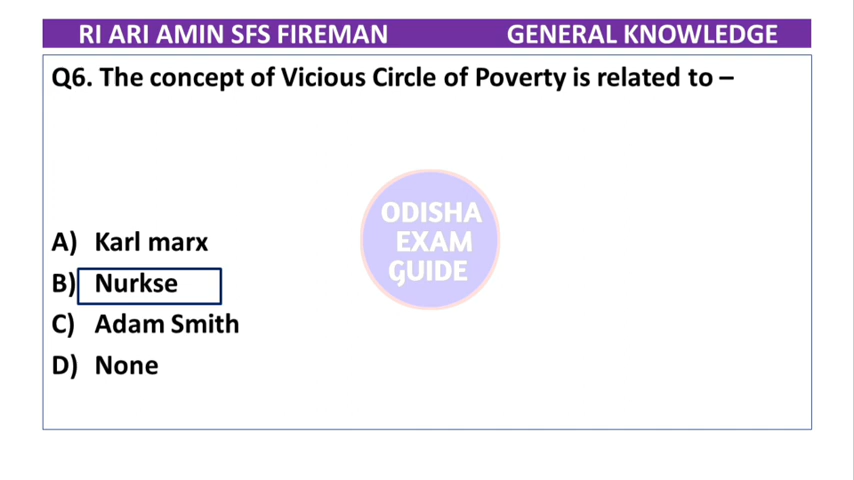 RI ARI AMIN SFS FIREMAN GENERAL KNOWLEDGE
Q6. The concept of Vicious Circle of Poverty is related to –
ODISHA
EXAM
GUIDE
A) Karl marx
B) Nurkse
C) Adam Smith
D) None